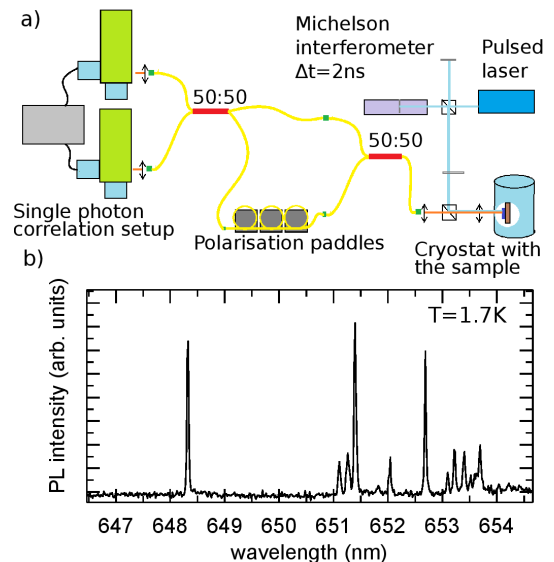 a)
Michelson
interferometer
Δt=2ns
Pulsed
laser
50:50
50:50
Single photon
correlation setup
Polarisation paddles
Cryostat with
the sample
b)
T=1.7K
PL intensity (arb. units)
647 648 649 650 651 652 653 654
wavelength (nm)